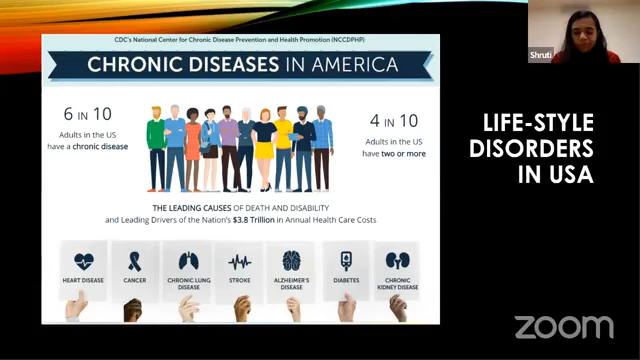 CDC's National Center for Chronic Disease Prevention and Health Promotion (NCCDPHP)
CHRONIC DISEASES IN AMERICA
6 IN 10
Adults in the US
have a chronic disease
4 IN 10
Adults in the US
have two or more
THE LEADING CAUSES OF DEATH AND DISABILITY
and Leading Drivers of the Nation's $3.8 Trillion in Annual Health Care Costs
HEART DISEASE
CANCER
CHRONIC LUNG
DISEASE
STROKE
ALZHEIMER'S
DISEASE
DIABETES
CHRONIC
KIDNEY DISEASE
LIFE-STYLE
DISORDERS
IN USA
Shruti
zoom